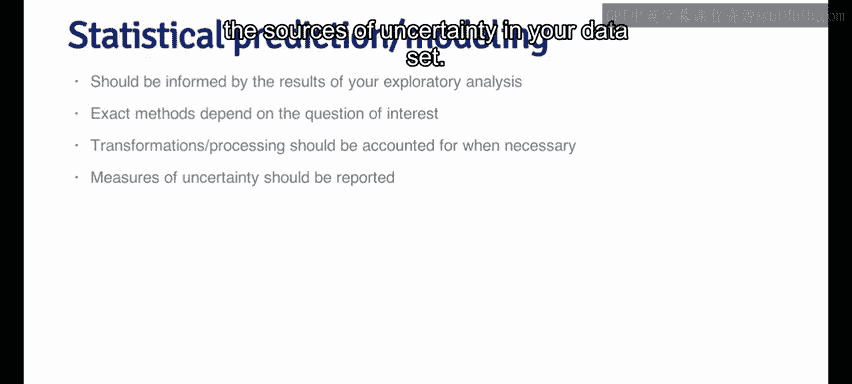 Statistical prediction/modeling
the sources of uncertainty in your data
set.
· Should be informed by the results of your exploratory analysis
· Exact methods depend on the question of interest
· Transformations/processing should be accounted for when necessary
· Measures of uncertainty should be reported